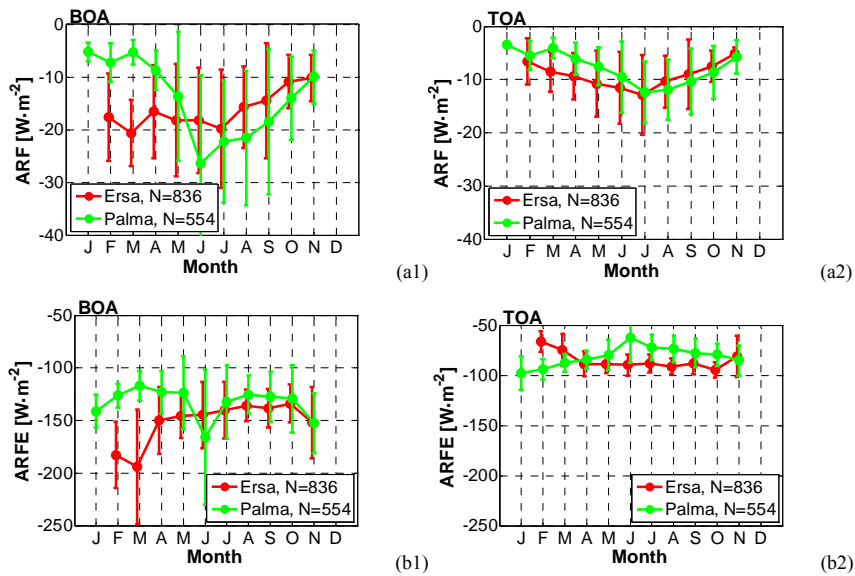 BOA
0
-10
-20
-30
-40
ARF [W·m-2]
Ersa, N=836
Palma, N=554
J F M A M J J A S O N D
Month
(a1)
TOA
0
-10
-20
-30
-40
ARF [W·m-2]
Ersa, N=836
Palma, N=554
J F M A M J J A S O N D
Month
(a2)
BOA
-50
-100
-150
-200
-250
ARFE [W·m-2]
Ersa, N=836
Palma, N=554
J F M A M J J A S O N D
Month
(b1)
TOA
-50
-100
-150
-200
-250
ARFE [W·m-2]
Ersa, N=836
Palma, N=554
J F M A M J J A S O N D
Month
(b2)